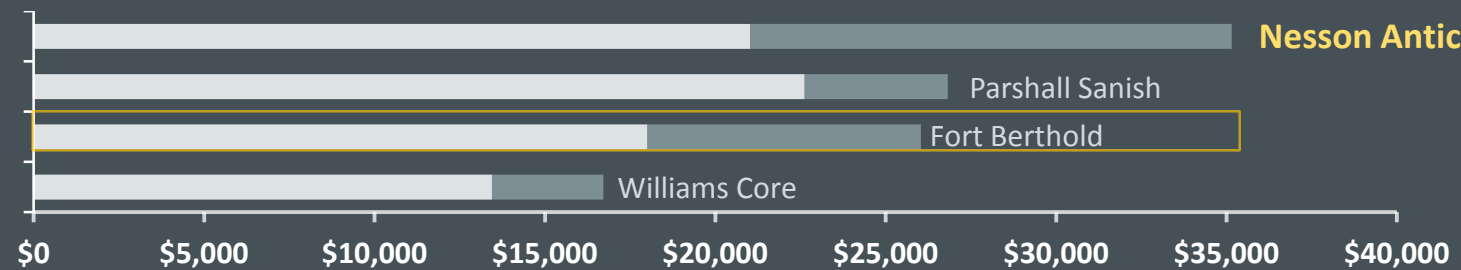 Nesson Antic
Parshall Sanish
Fort Berthold
Williams Core
$0 $5,000 $10,000 $15,000 $20,000 $25,000 $30,000 $35,000 $40,000